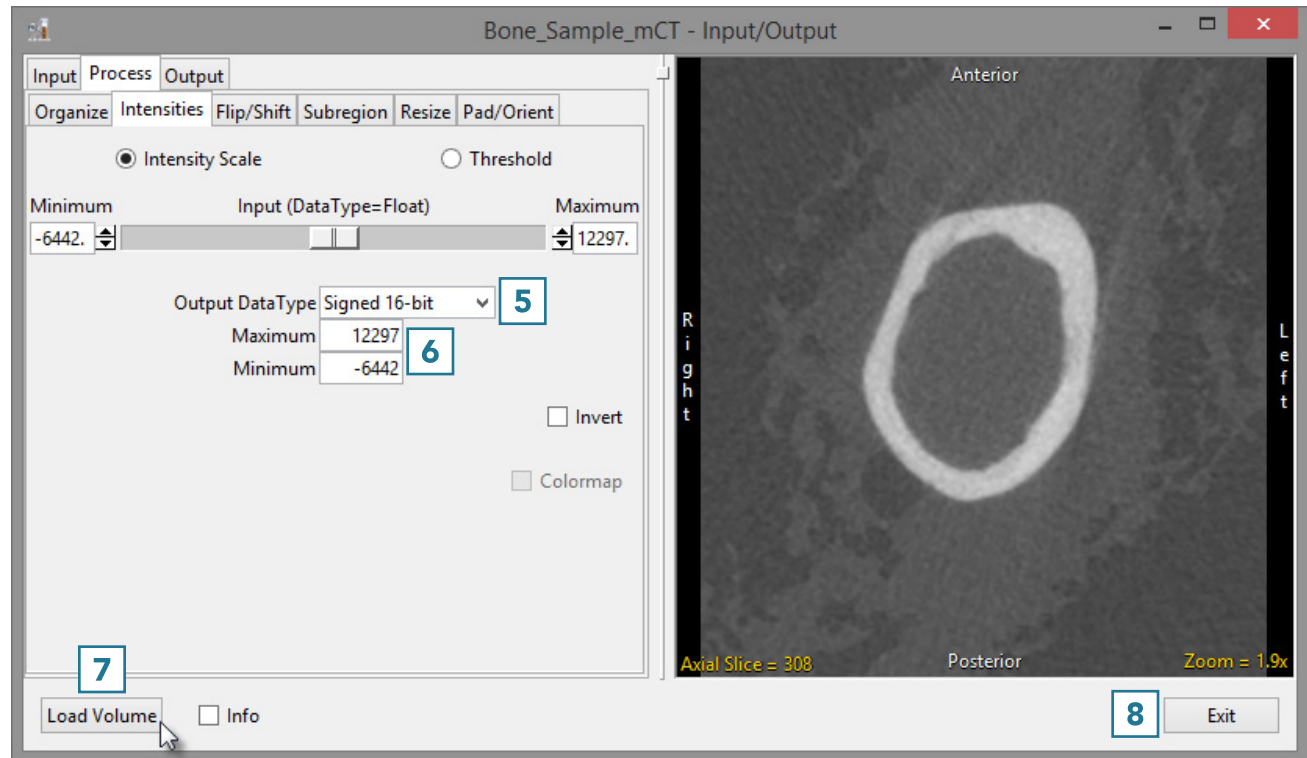 Bone_Sample_mCT - Input/Output
Input Process Output
Organize Intensities Flip/Shift Subregion Resize Pad/Orient
Intensity Scale Threshold
Minimum Input (DataType=Float) Maximum
-6442. 12297.
Output DataType Signed 16-bit 5
Maximum 12297
6
Minimum -6442
Invert
Colormap
7
Load Volume Info
Anterior
Right
Left
Axial Slice = 308 Posterior Zoom = 1.9x
8 Exit